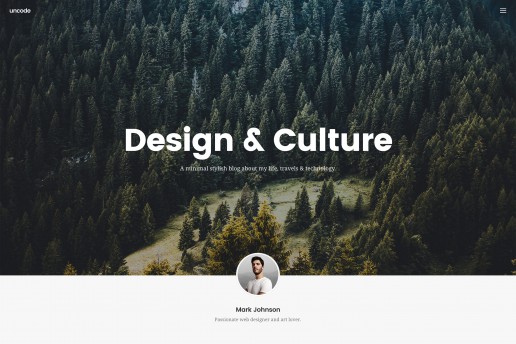 uncode
Design & Culture
A minimal stylish blog about my life, travels & technology.
Mark Johnson
Passionate web designer and art lover.